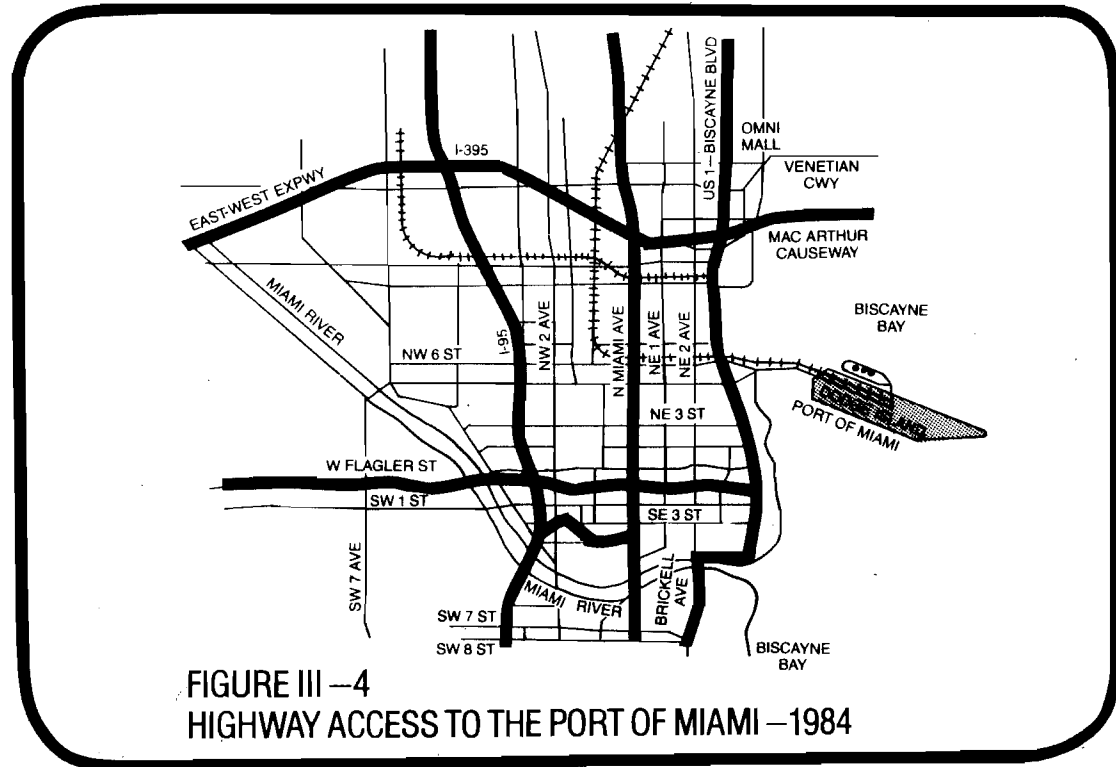 US 1—BISCAYNE BLVD
OMNI
MALL
I-395
VENETIAN
CWY
EAST-WEST EXPWY
MAC ARTHUR
CAUSEWAY
MIAMI RIVER
BISCAYNE
BAY
I-95
NW 2 AVE
N MIAMI AVE
NE 1 AVE
NE 2 AVE
NW 6 ST
DODGE ISLAND
PORT OF MIAMI
NE 3 ST
W FLAGLER ST
SW 1 ST
SE 3 ST
SW 7 AVE
MIAMI RIVER
BRICKELL
AVE
SW 7 ST
SW 8 ST
BISCAYNE
BAY
FIGURE III —4
HIGHWAY ACCESS TO THE PORT OF MIAMI —1984